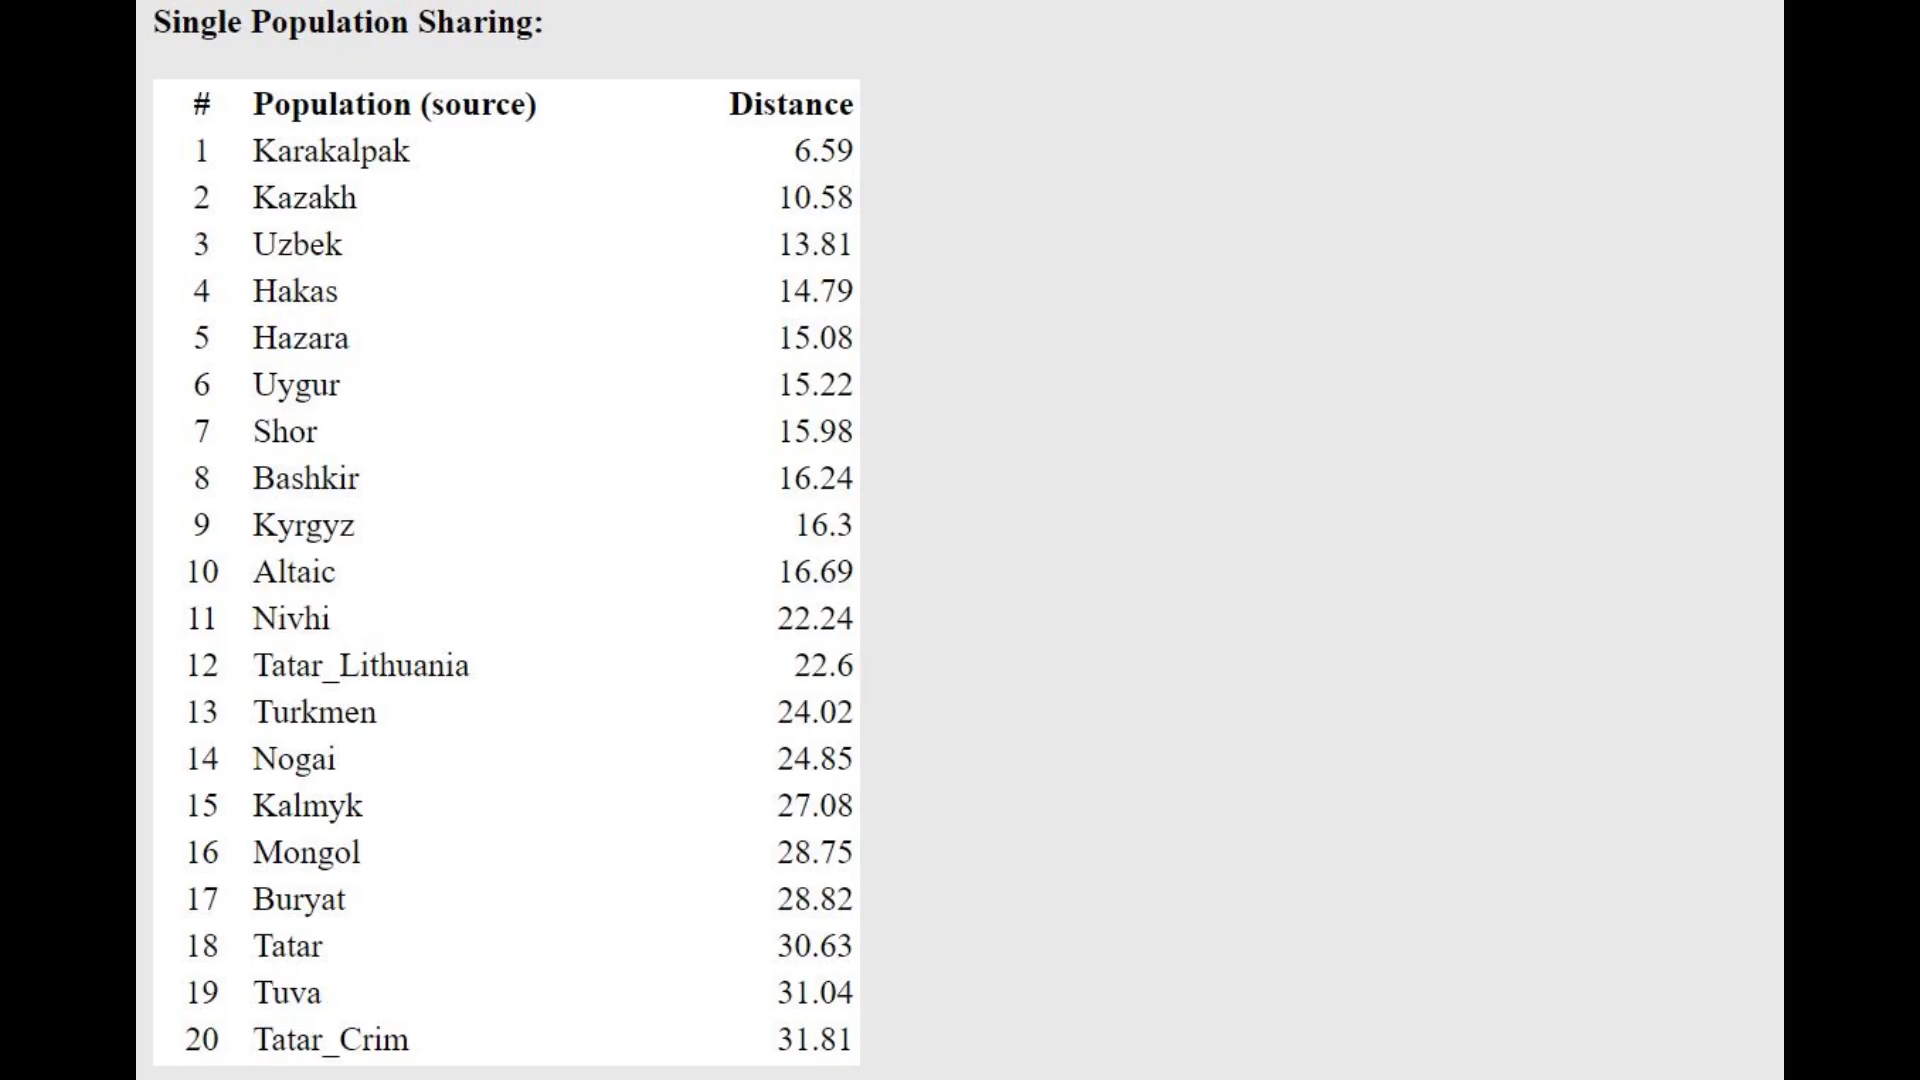 Single Population Sharing:
# Population (source) Distance
1 Karakalpak 6.59
2 Kazakh 10.58
3 Uzbek 13.81
4 Hakas 14.79
5 Hazara 15.08
6 Uygur 15.22
7 Shor 15.98
8 Bashkir 16.24
9 Kyrgyz 16.3
10 Altaic 16.69
11 Nivhi 22.24
12 Tatar_Lithuania 22.6
13 Turkmen 24.02
14 Nogai 24.85
15 Kalmyk 27.08
16 Mongol 28.75
17 Buryat 28.82
18 Tatar 30.63
19 Tuva 31.04
20 Tatar_Crim 31.81